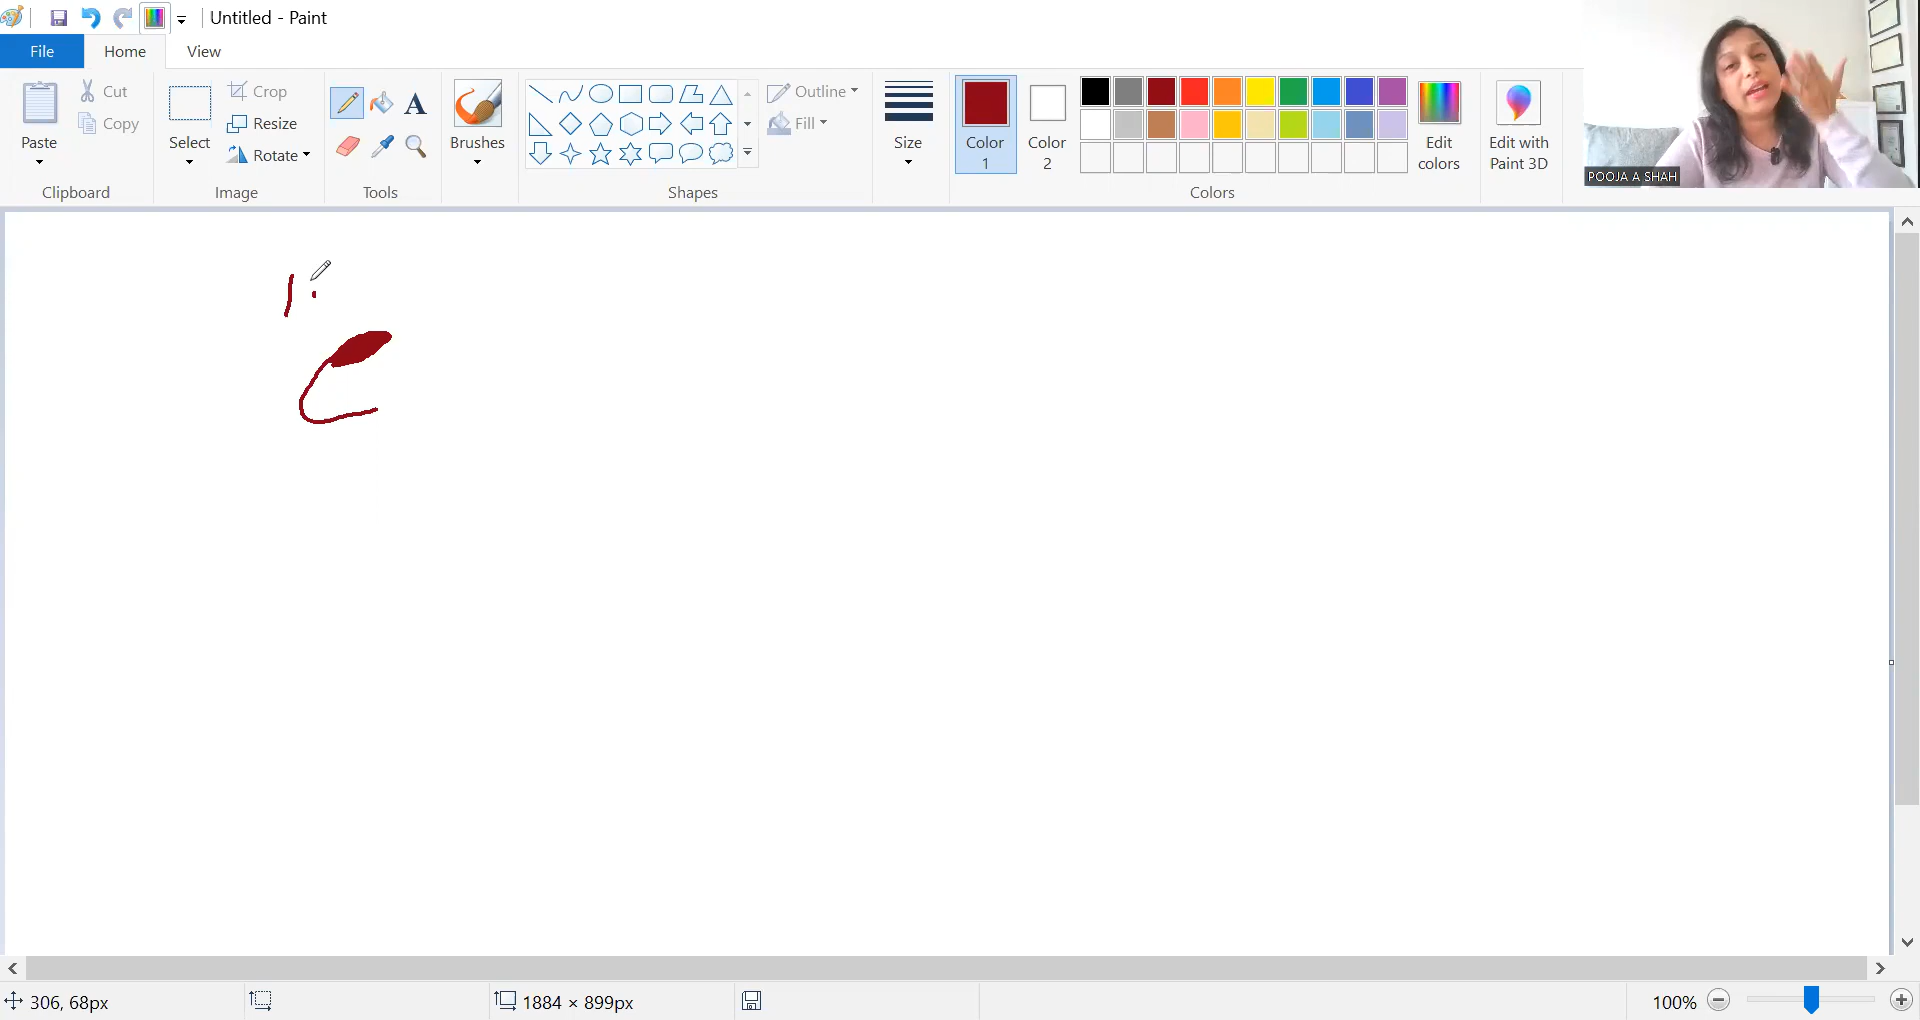 Untitled - Paint
File Home View
Paste Cut Copy Clipboard
Select Crop Resize Rotate Image
Tools
Brushes
Shapes Outline Fill
Size
Color 1 Color 2
Edit colors
Colors
Edit with Paint 3D
POOJA A SHAH
1.
306, 68px 1884 × 899px 100%